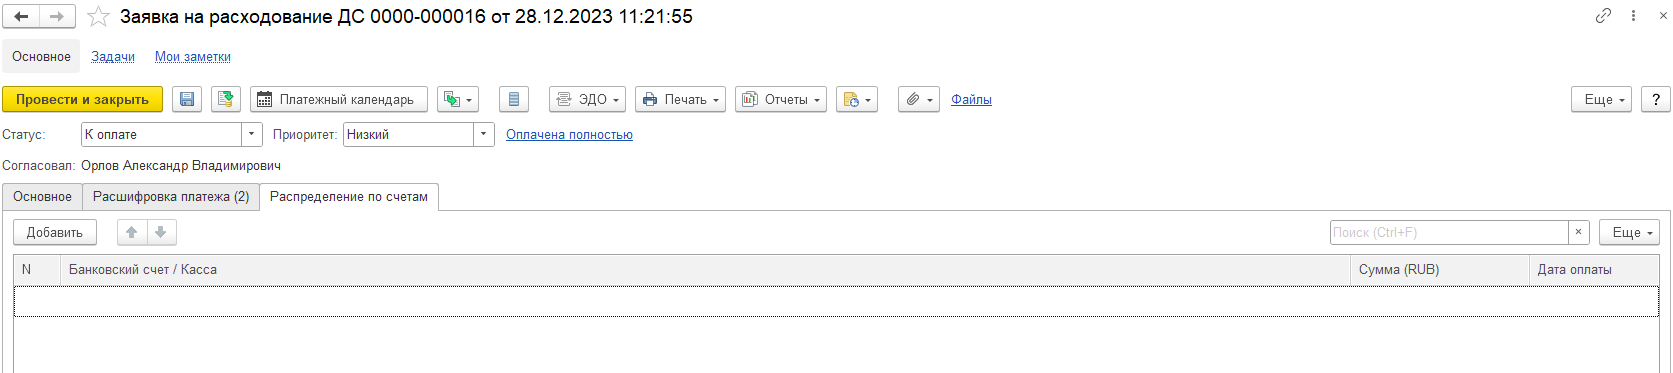 Заявка на расходование ДС 0000-000016 от 28.12.2023 11:21:55
Основное Задачи Мои заметки
Провести и закрыть Платежный календарь ЭДО Печать Отчеты Файлы Еще ?
Статус: К оплате Приоритет: Низкий Оплачена полностью
Согласовал: Орлов Александр Владимирович
Основное Расшифровка платежа (2) Распределение по счетам
Добавить Поиск (Ctrl+F) × Еще
N Банковский счет / Касса Сумма (RUB) Дата оплаты